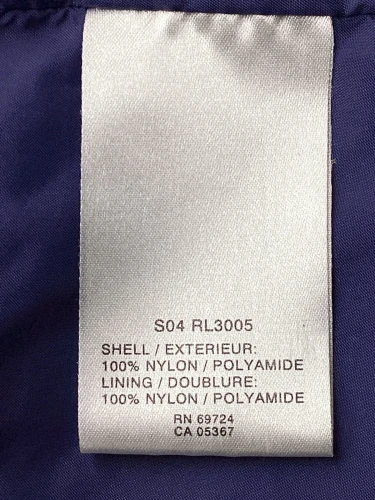 S04 RL3005
SHELL / EXTERIEUR:
100% NYLON / POLYAMIDE
LINING / DOUBLURE:
100% NYLON / POLYAMIDE
RN 69724
CA 05367